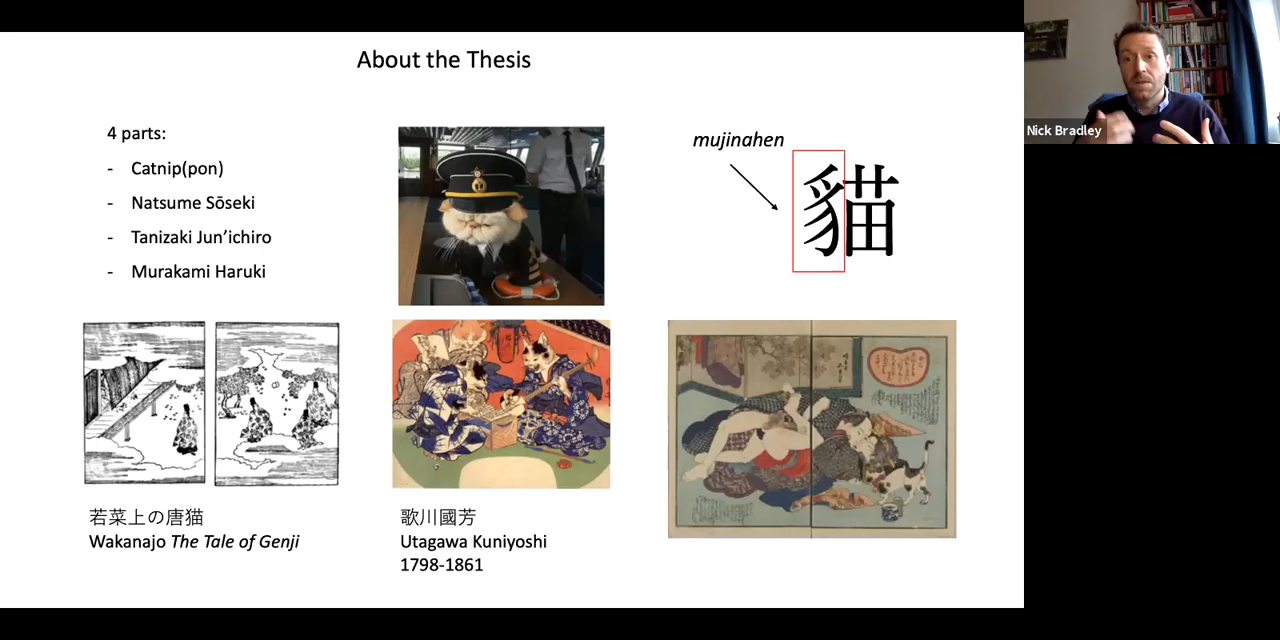 About the Thesis
4 parts:
- Catnip(pon)
- Natsume Sōseki
- Tanizaki Jun’ichiro
- Murakami Haruki
mujinahen
貓
若菜上の唐猫
Wakanajo The Tale of Genji
歌川國芳
Utagawa Kuniyoshi
1798-1861
Nick Bradley